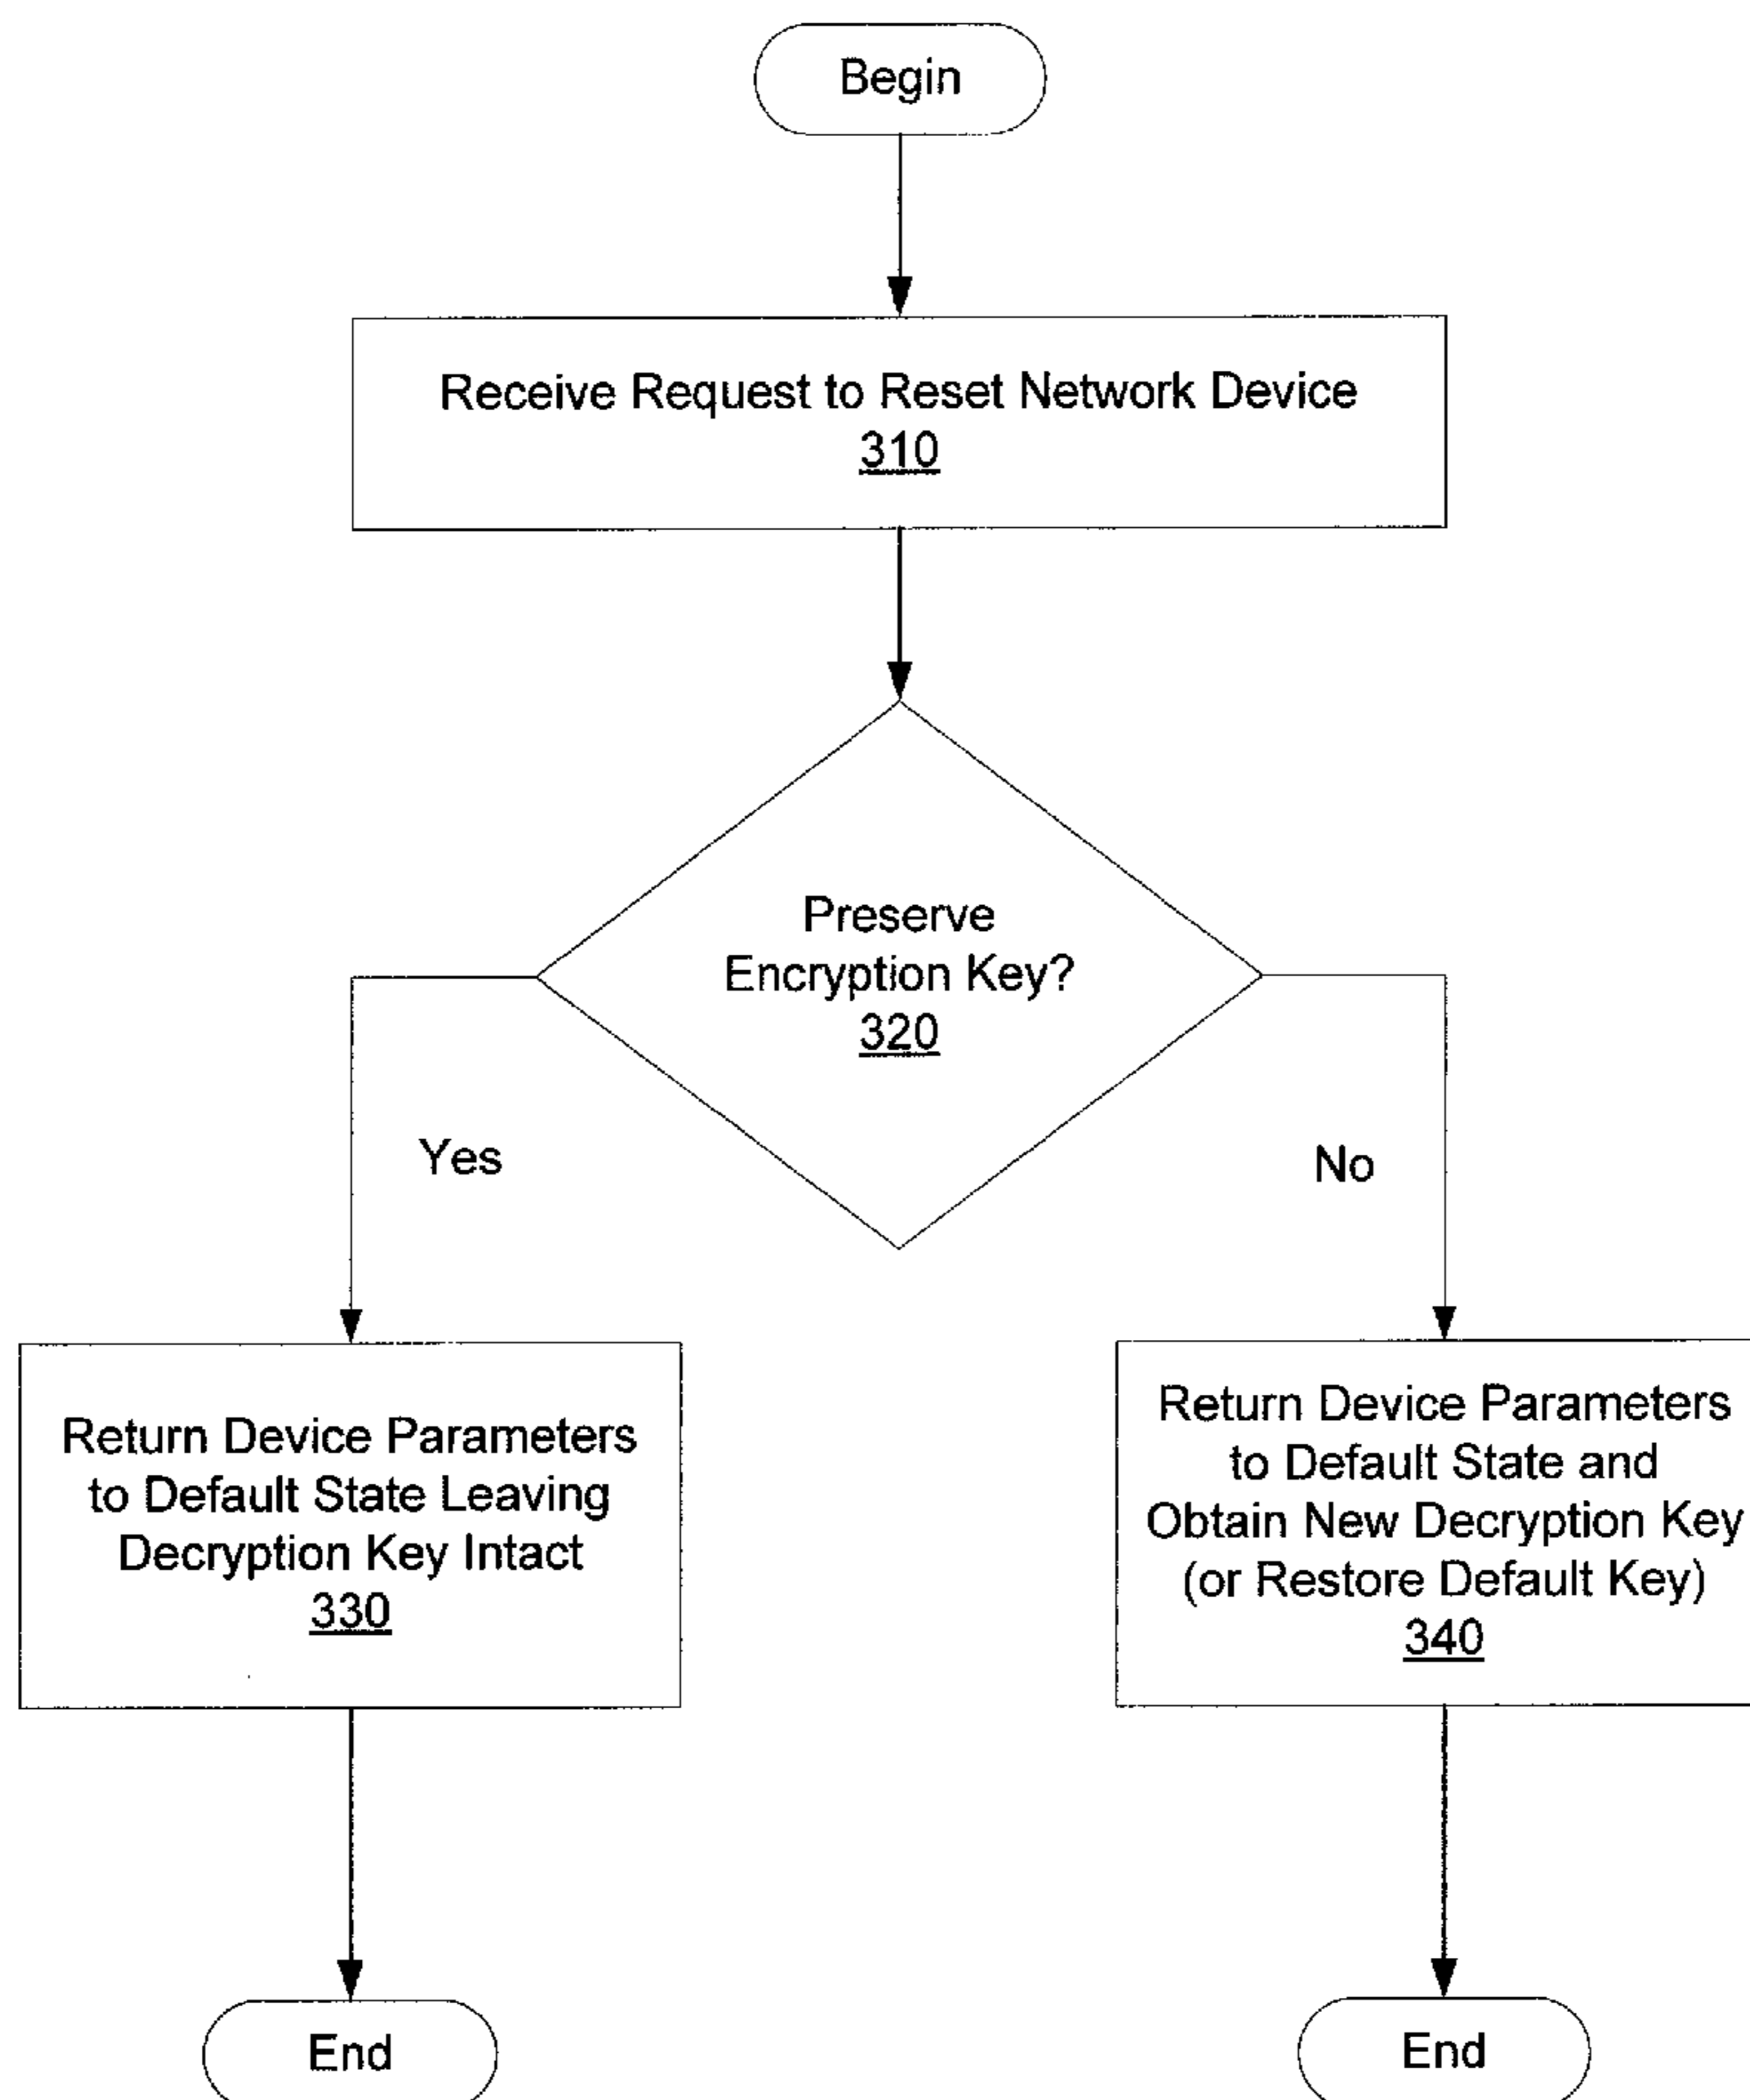 Begin
Receive Request to Reset Network Device
310
Preserve
Encryption Key?
320
Yes
No
Return Device Parameters
to Default State Leaving
Decryption Key Intact
330
Return Device Parameters
to Default State and
Obtain New Decryption Key
(or Restore Default Key)
340
End
End